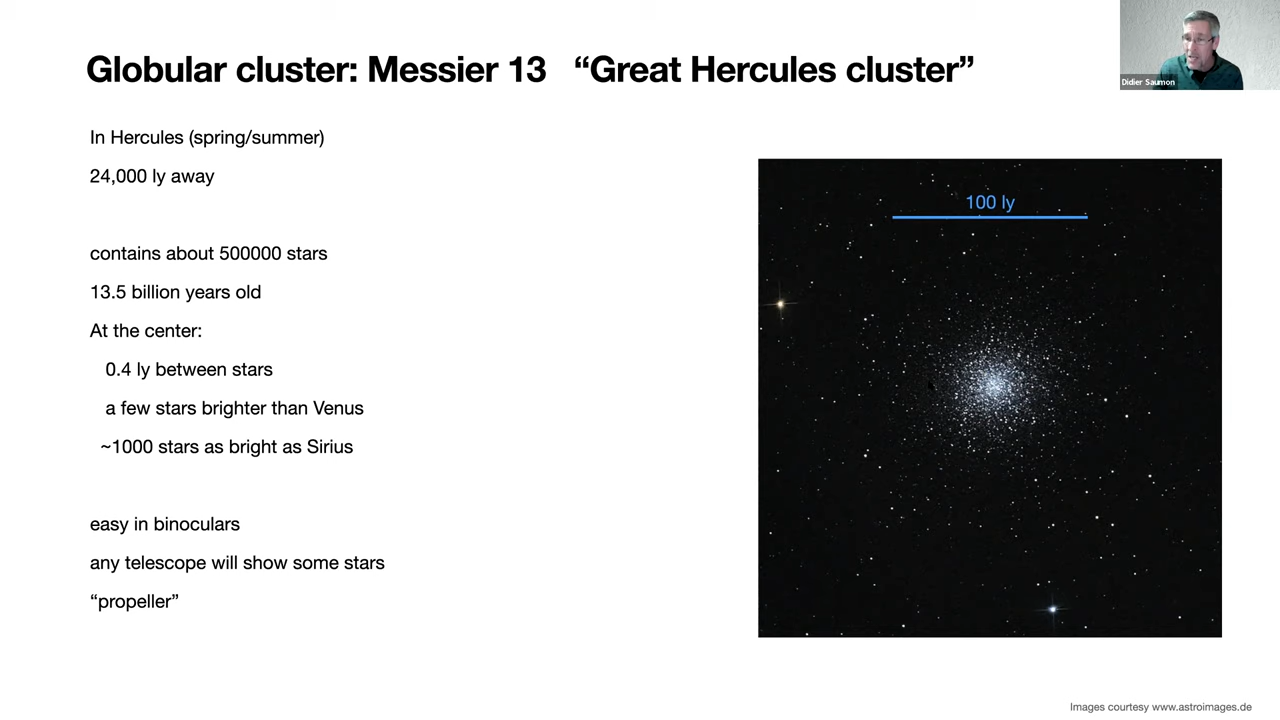 Globular cluster: Messier 13 “Great Hercules cluster”
Didier Saumon
In Hercules (spring/summer)
24,000 ly away
contains about 500000 stars
13.5 billion years old
At the center:
0.4 ly between stars
a few stars brighter than Venus
~1000 stars as bright as Sirius
easy in binoculars
any telescope will show some stars
“propeller”
100 ly
Images courtesy www.astroimages.de